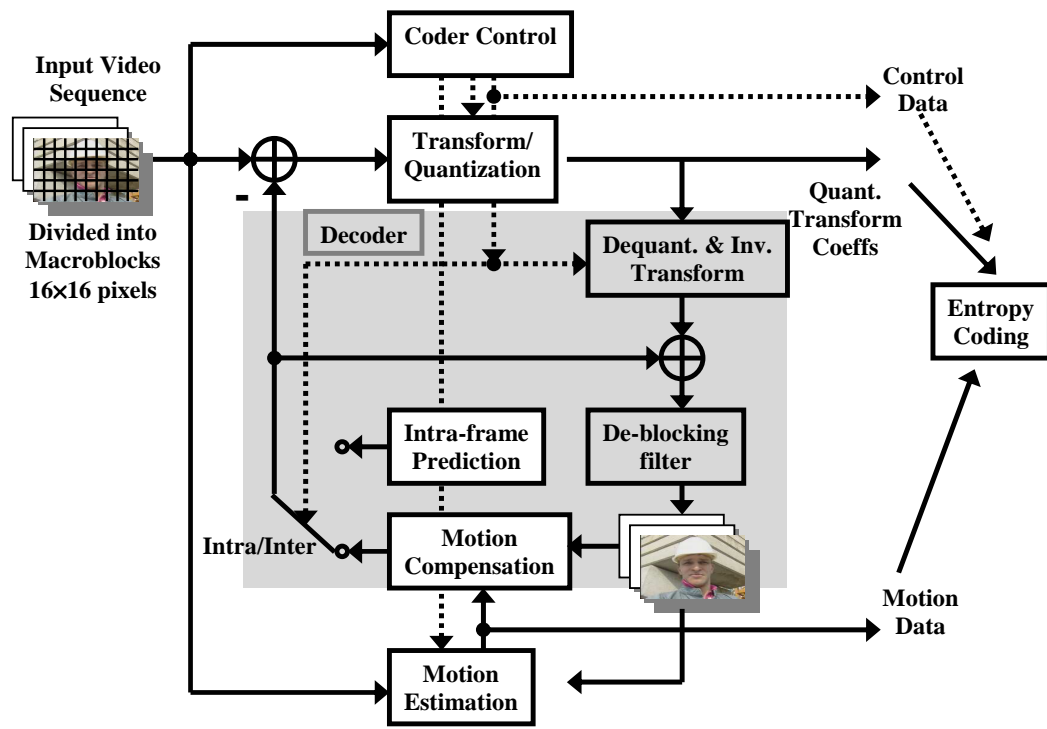 Coder Control
Input Video
Sequence
Control
Data
Transform/
Quantization
-
Quant.
Transform
Coeffs
Divided into
Macroblocks
16×16 pixels
Decoder
Dequant. & Inv.
Transform
Entropy
Coding
Intra-frame
Prediction
De-blocking
filter
Intra/Inter
Motion
Compensation
Motion
Data
Motion
Estimation